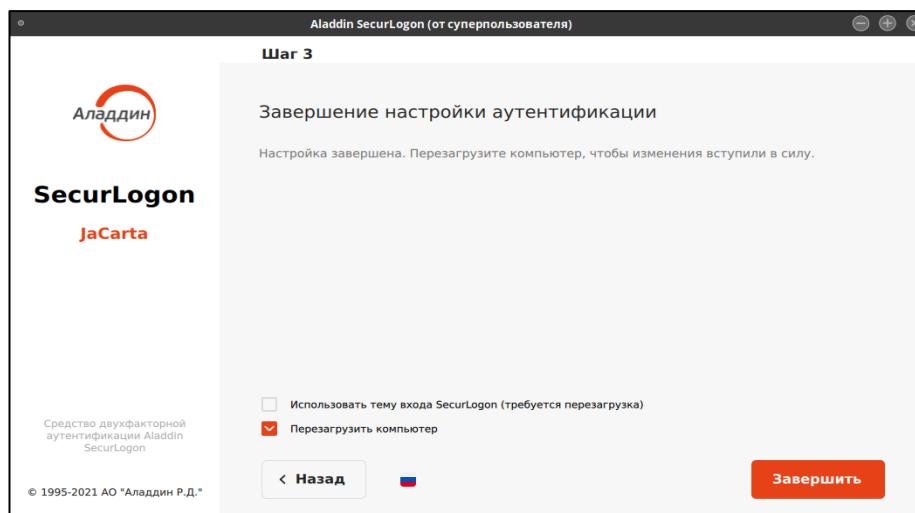 Aladdin SecurLogon (от суперпользователя)
Шаг 3
Аладдин
SecurLogon
JaCarta
Завершение настройки аутентификации
Настройка завершена. Перезагрузите компьютер, чтобы изменения вступили в силу.
Использовать тему входа SecurLogon (требуется перезагрузка)
Перезагрузить компьютер
Средство двухфакторной
аутентификации Aladdin
SecurLogon
© 1995-2021 АО "Аладдин Р.Д."
< Назад
Завершить